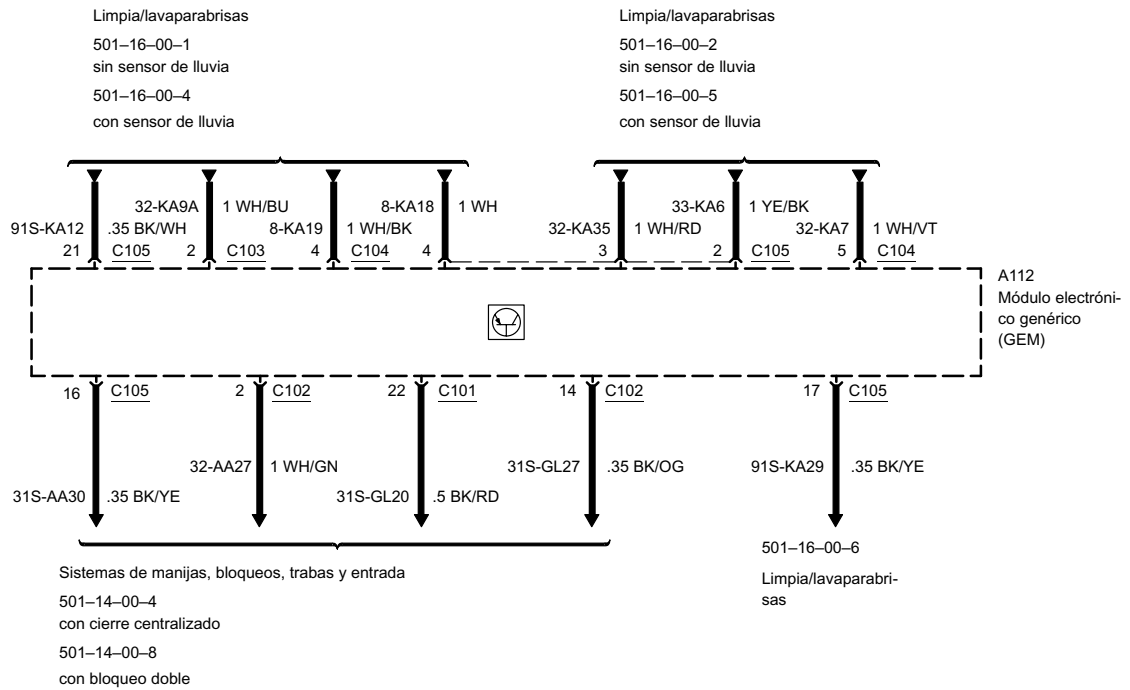 Limpia/lavaparabrisas
501–16–00–1
sin sensor de lluvia
501–16–00–4
con sensor de lluvia
Limpia/lavaparabrisas
501–16–00–2
sin sensor de lluvia
501–16–00–5
con sensor de lluvia
32-KA9A 1 WH/BU 8-KA18 1 WH 33-KA6 1 YE/BK
91S-KA12 .35 BK/WH 8-KA19 1 WH/BK 32-KA35 1 WH/RD 32-KA7 1 WH/VT
21 C105 2 C103 4 C104 4 3 2 C105 5 C104
A112
Módulo electróni-
co genérico
(GEM)
16 C105 2 C102 22 C101 14 C102 17 C105
32-AA27 1 WH/GN 31S-GL27 .35 BK/OG 91S-KA29 .35 BK/YE
31S-AA30 .35 BK/YE 31S-GL20 .5 BK/RD
501–16–00–6
Limpia/lavaparabri-
sas
Sistemas de manijas, bloqueos, trabas y entrada
501–14–00–4
con cierre centralizado
501–14–00–8
con bloqueo doble